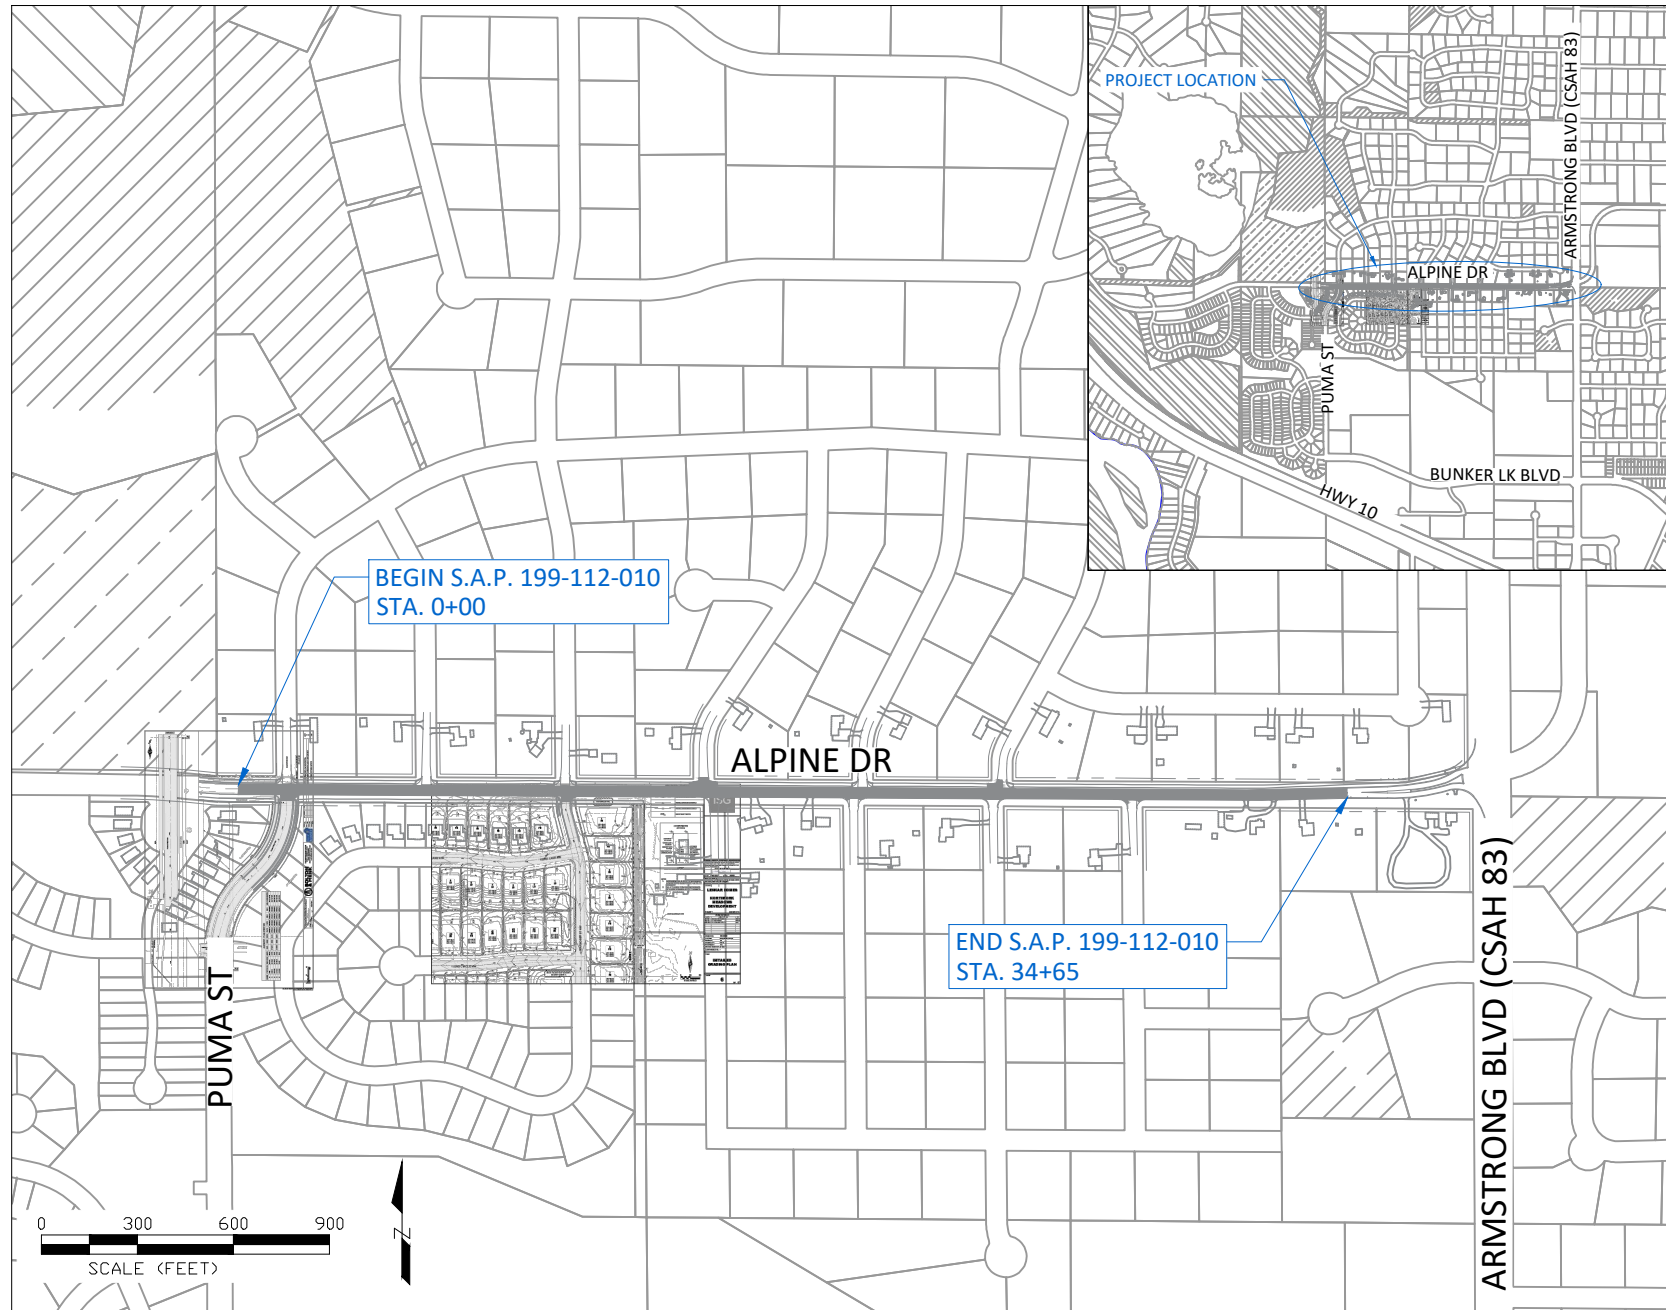 PROJECT LOCATION
ARMSTRONG BLVD (CSAH 83)
ALPINE DR
PUMA ST
BUNKER LK BLVD
HWY 10
BEGIN S.A.P. 199-112-010
STA. 0+00
ALPINE DR
END S.A.P. 199-112-010
STA. 34+65
PUMA ST
ARMSTRONG BLVD (CSAH 83)
0 300 600 900
SCALE (FEET)
N